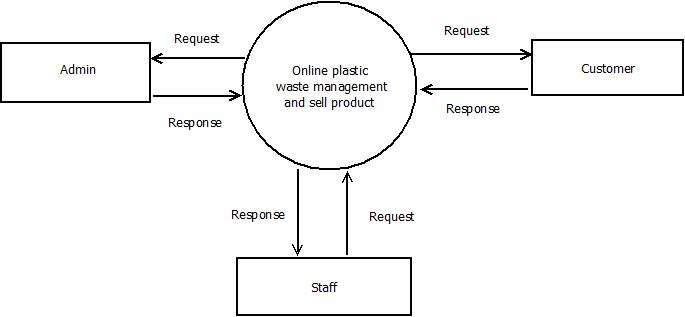 Request
Request
Admin
Online plastic
waste management
and sell product
Customer
Response
Response
Response
Request
Staff